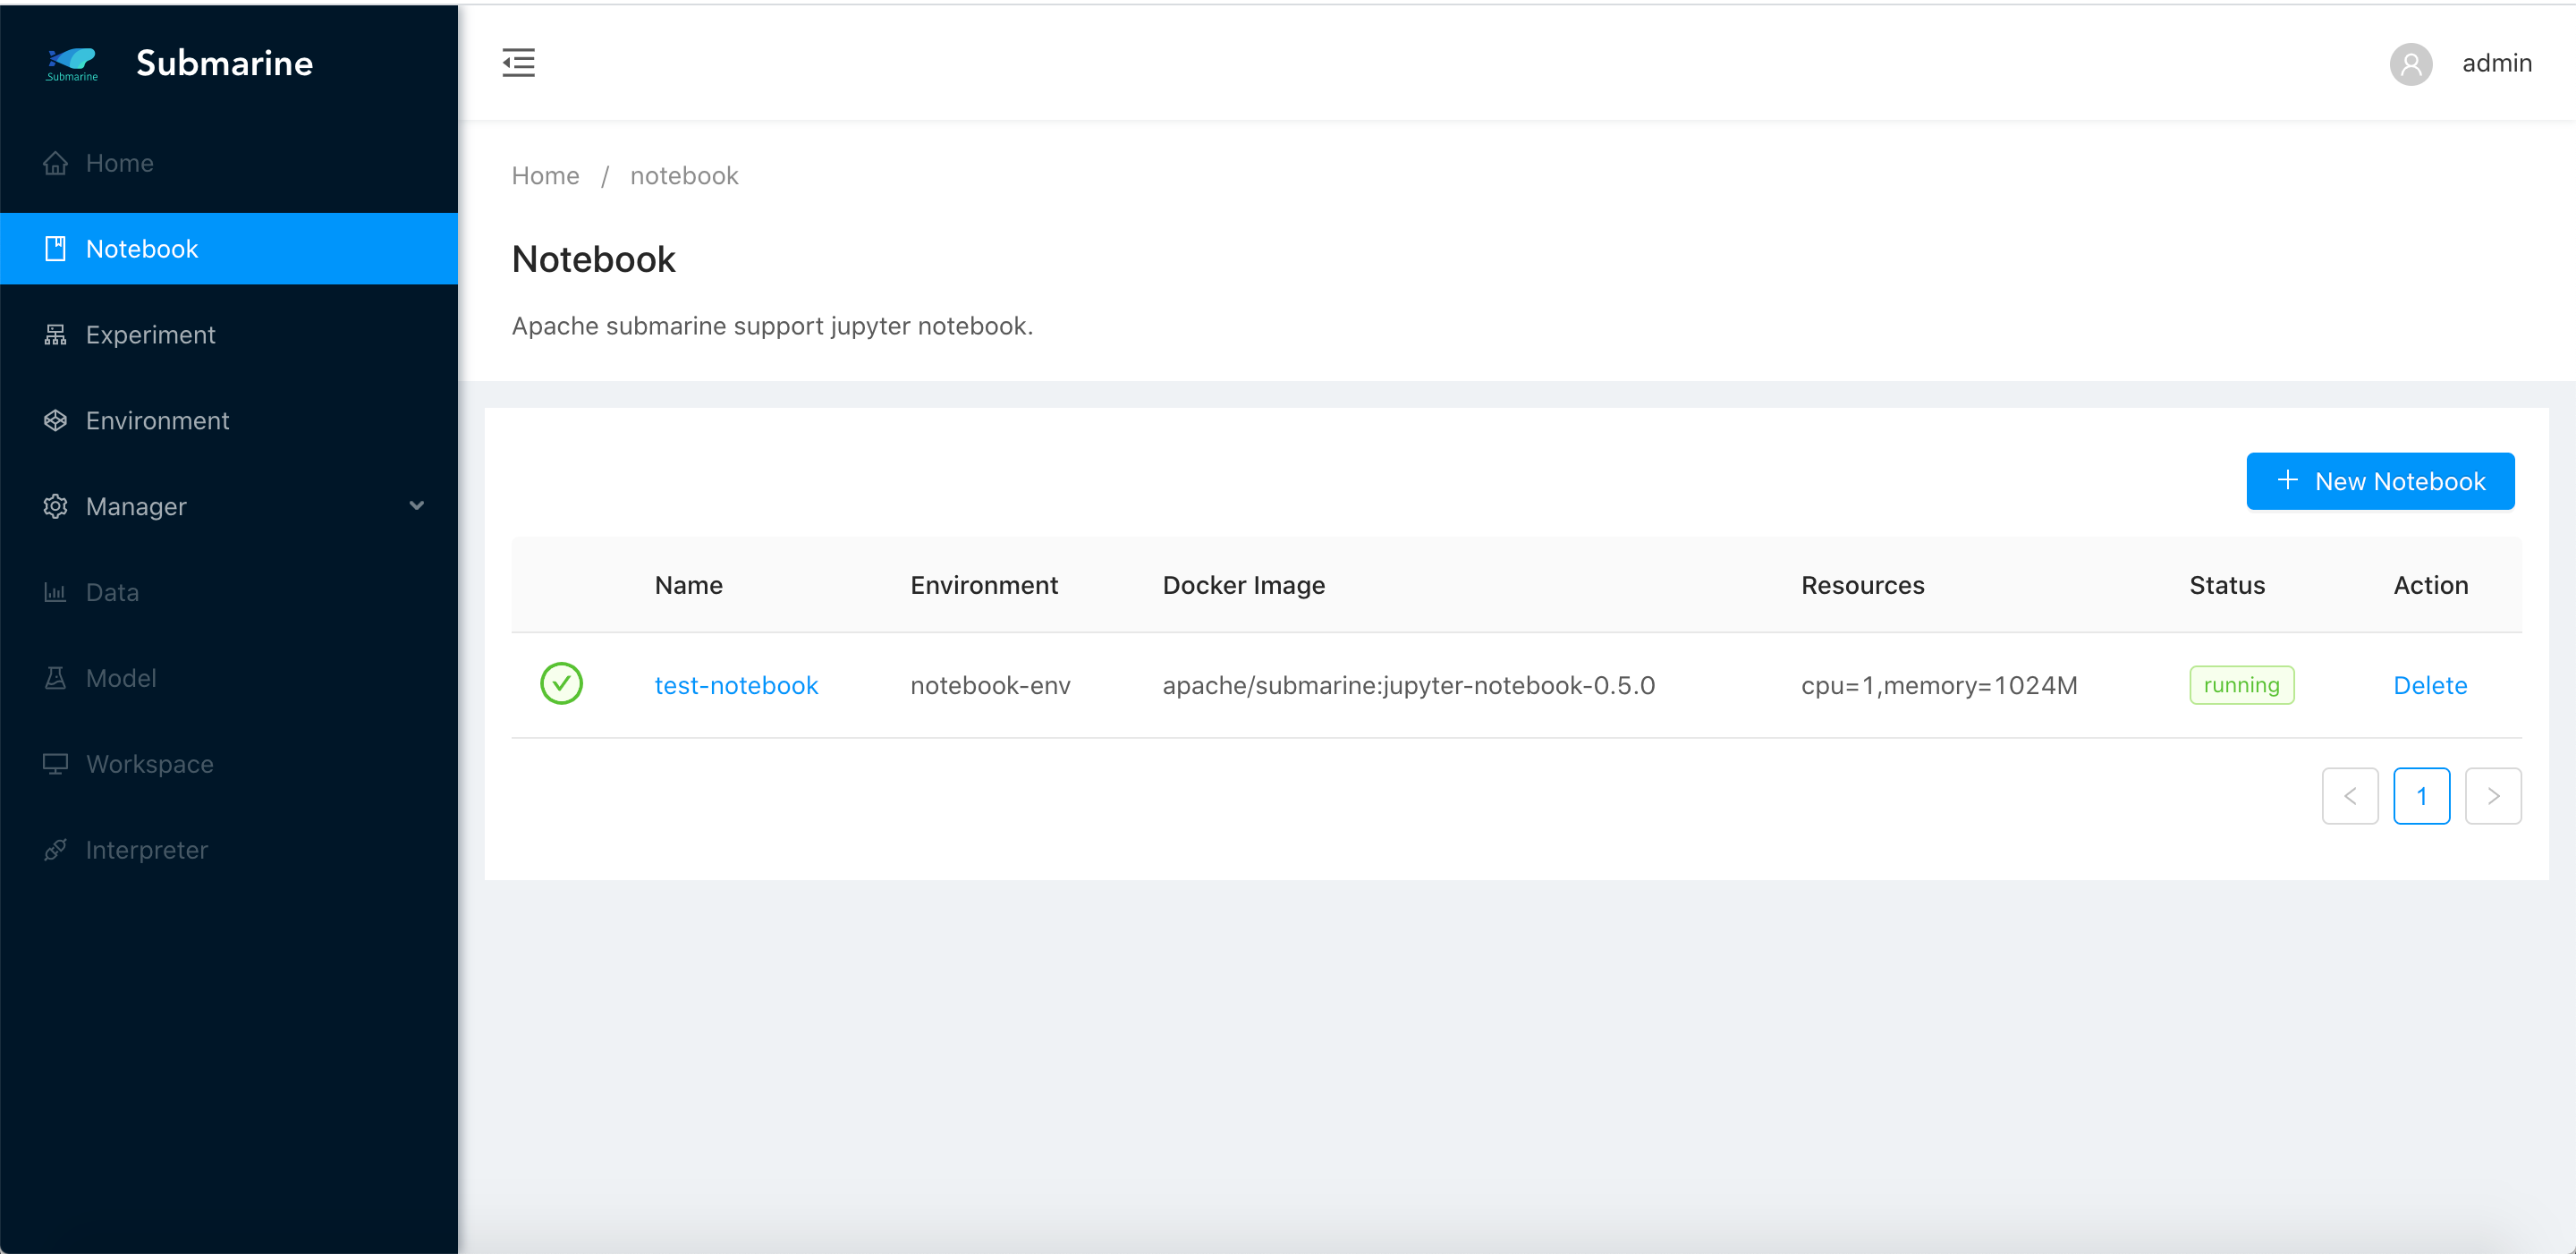 Submarine
Submarine
admin
Home
Notebook
Experiment
Environment
Manager
Data
Model
Workspace
Interpreter
Home / notebook
Notebook
Apache submarine support jupyter notebook.
+ New Notebook
Name Environment Docker Image Resources Status Action
test-notebook notebook-env apache/submarine:jupyter-notebook-0.5.0 cpu=1,memory=1024M running Delete
< 1 >